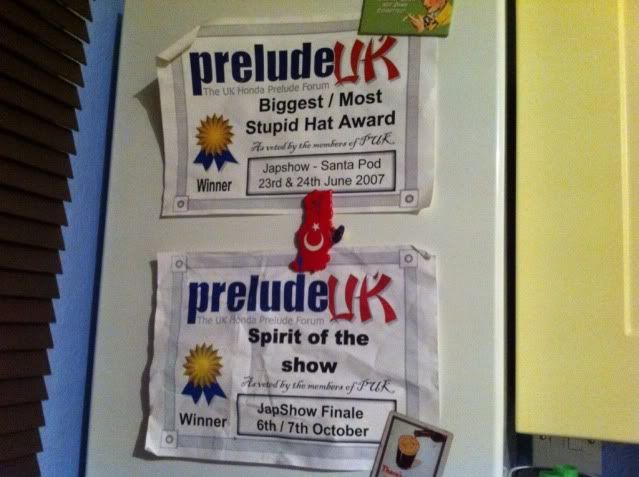 preludeUK
The UK Honda Prelude Forum
Biggest / Most
Stupid Hat Award
As voted by the members of PUK
Winner
Japshow - Santa Pod
23rd & 24th June 2007
preludeUK
The UK Honda Prelude Forum
Spirit of the
show
As voted by the members of PUK
Winner
JapShow Finale
6th / 7th October